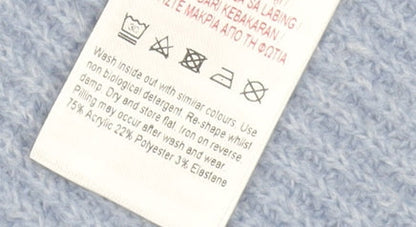 SA LABING
BARI KEBAKARAN /
ΜΑΚΡΙΑ ΑΠΟ ΤΗ ΦΩΤΙΑ
Wash inside out with similar colours. Use
non biological detergent. Re-shape whilst
damp. Dry and store flat. Iron on reverse.
Pilling may occur after wash and wear.
75% Acrylic 22% Polyester 3% Elastane